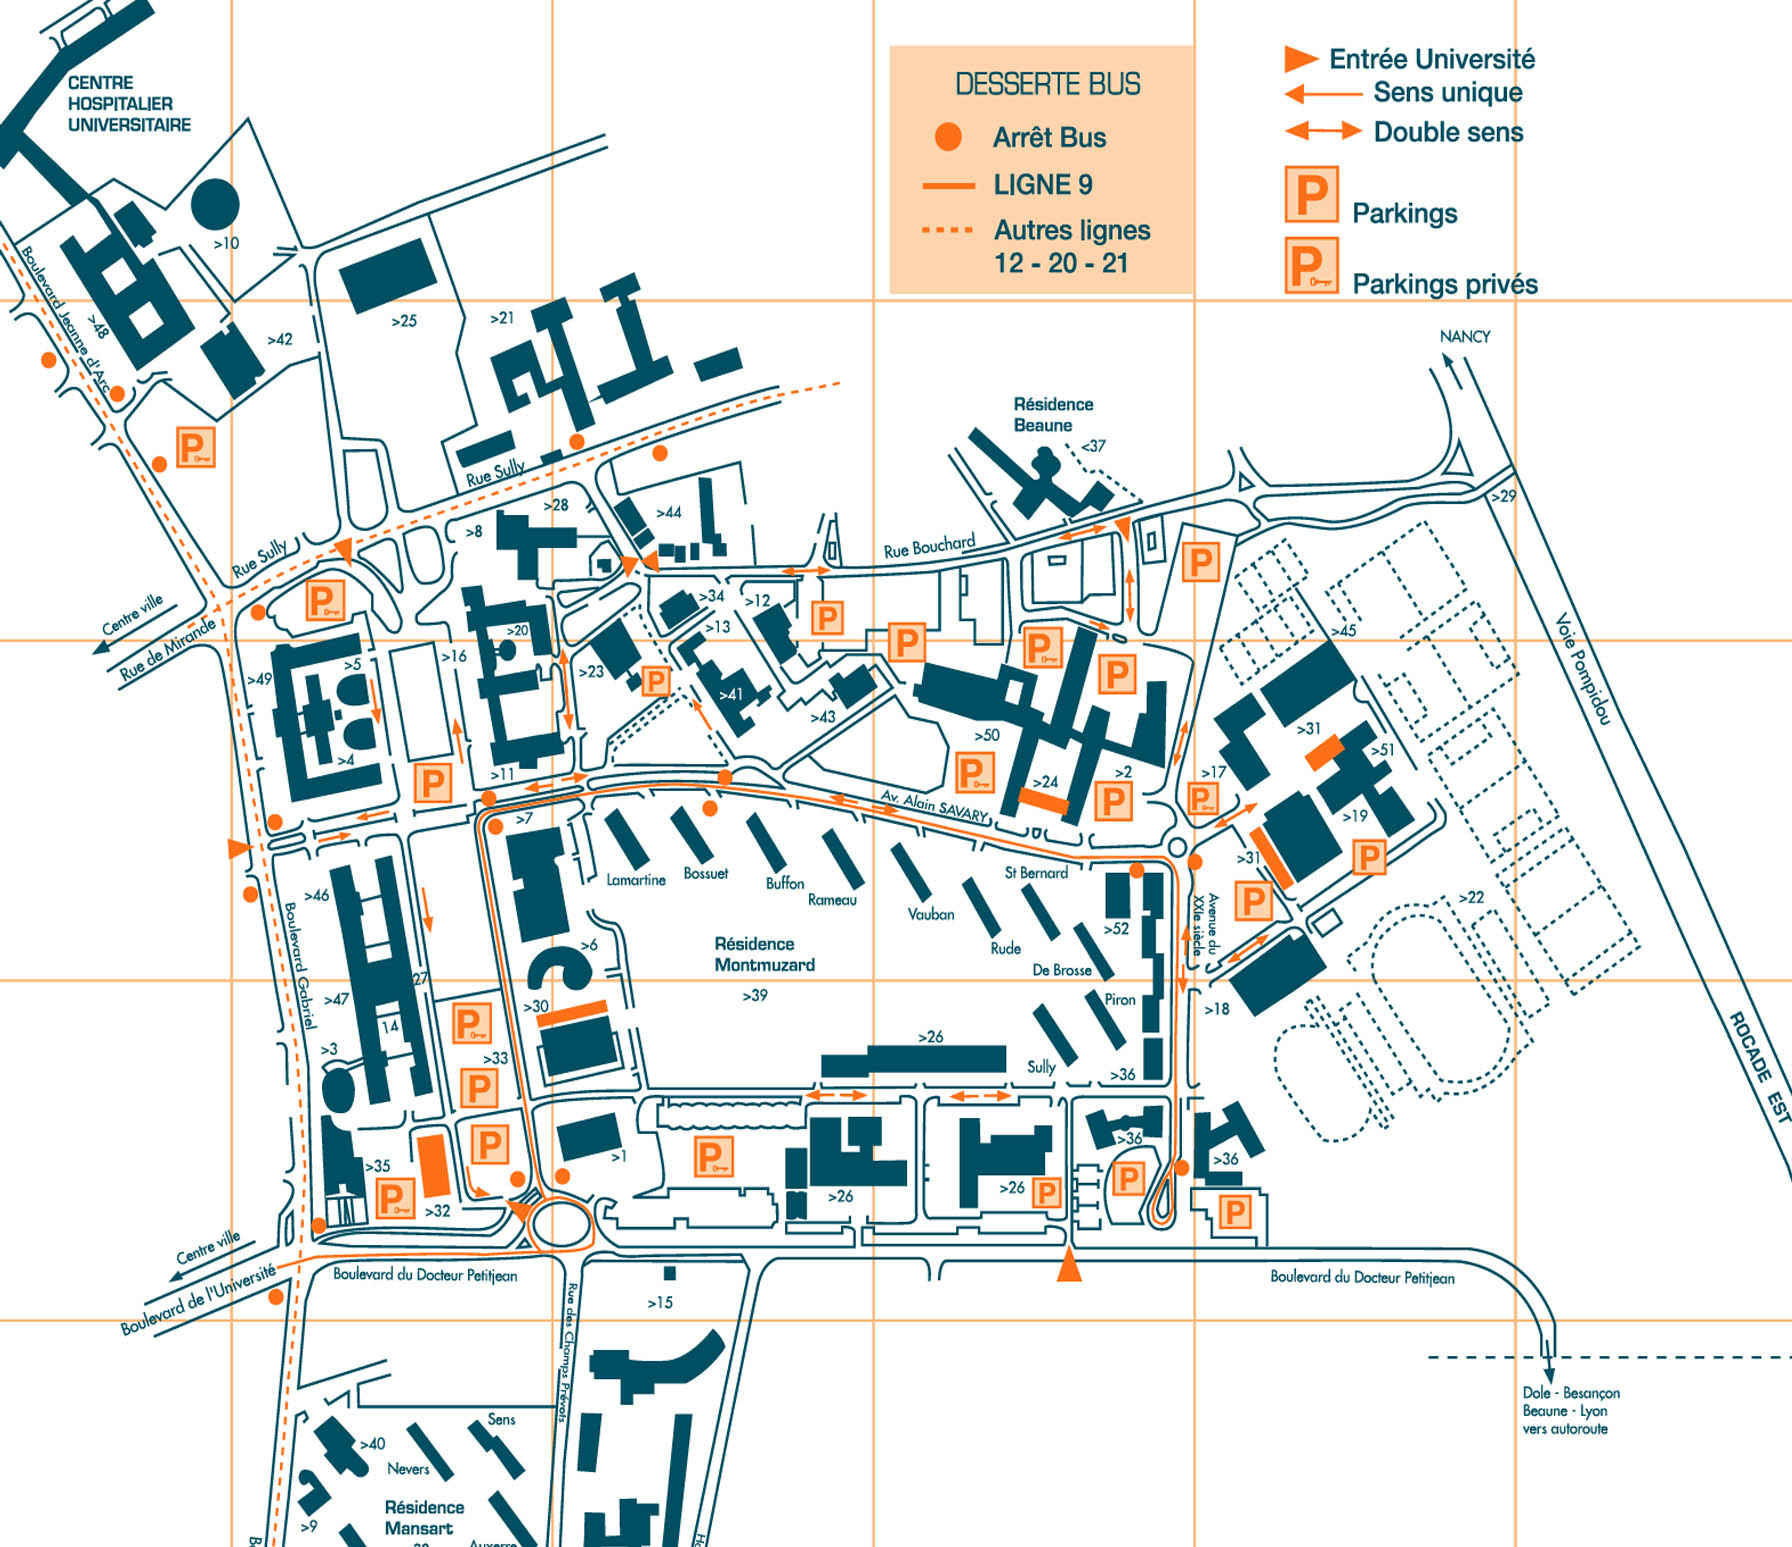 CENTRE
HOSPITALIER
UNIVERSITAIRE
DESSERTE BUS
Arrêt Bus
LIGNE 9
Autres lignes
12 - 20 - 21
Entrée Université
Sens unique
Double sens
P
Parkings
P
Parkings privés
>10
Boulevard Jeanne d'Arc
>48
>42
>25
>21
NANCY
Résidence
Beaune
<37
P
Rue Sully
>28
>44
>8
>29
Rue Sully
Rue Bouchard
P
Centre ville
Rue de Mirande
P
>34
>12
P
>13
>20
P
P
P
>45
>5
>16
>49
>23
P
>41
>43
Voie Pompidou
>4
>50
>31
>51
P
>11
P
>24
>2
>17
P
P
Av. Alain SAVARY
>7
>19
P
>31
Lamartine
Bossuet
Buffon
Rameau
Vauban
St Bernard
P
>46
Rude
>52
Avenue du
XXIe siècle
>22
Boulevard Gabriel
>6
Résidence
Montmuzard
>39
De Brosse
Piron
>47
27
>30
14
P
>18
ROCADE EST
>3
>33
P
>26
Sully
>36
P
>1
P
>36
>36
>35
P
>32
>26
>26
P
P
P
Centre ville
Boulevard de l'Université
Boulevard du Docteur Petitjean
Boulevard du Docteur Petitjean
>15
Rue des Champs Prévots
Dole - Besançon
Beaune - Lyon
vers autoroute
Sens
>40
Nevers
Résidence
Mansart
>9
Auxerre